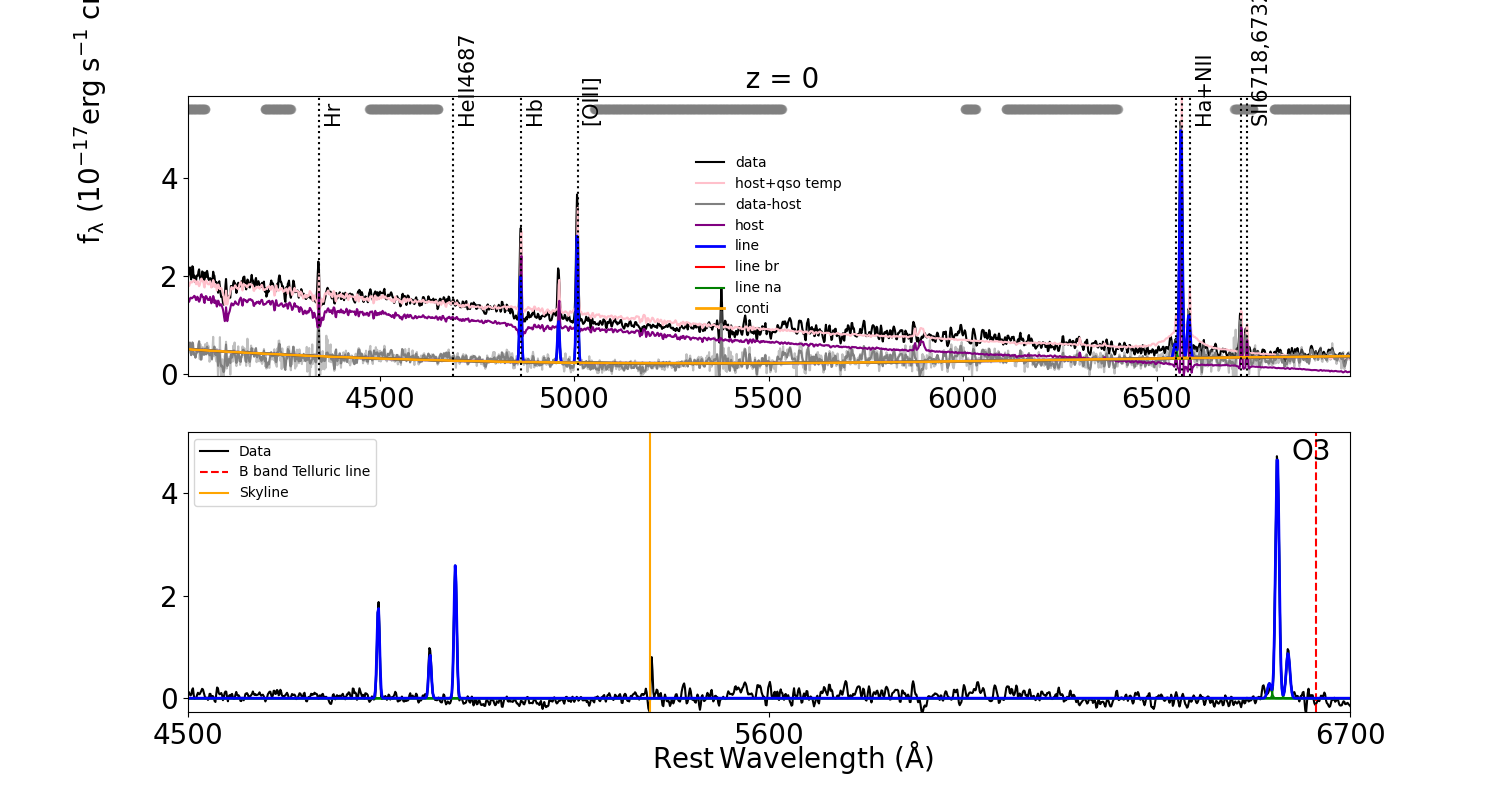 z = 0
fλ (10−17erg s−1 c
Hr
HeII4687
Hb
[OIII]
Ha+NII
SII6718,673
data
host+qso temp
data-host
host
line
line br
line na
conti
4
2
0
4500
5000
5500
6000
6500
Data
B band Telluric line
Skyline
O3
4
2
0
4500
5600
6700
Rest Wavelength (Å)